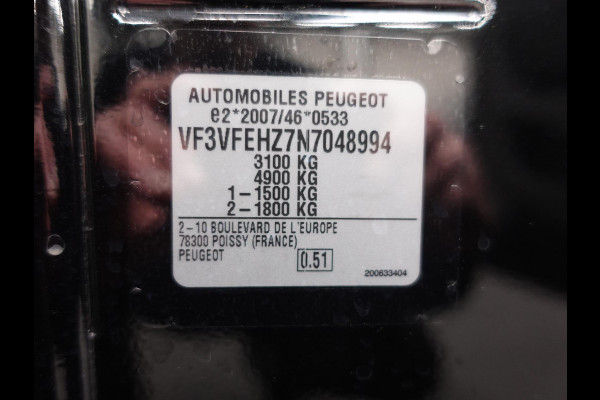 AUTOMOBILES PEUGEOT
e2*2007/46*0533
VF3VFEHZ7N7048994
3100 KG
4900 KG
1-1500 KG
2-1800 KG
2-10 BOULEVARD DE L'EUROPE
78300 POISSY (FRANCE)
PEUGEOT 0.51
200633404